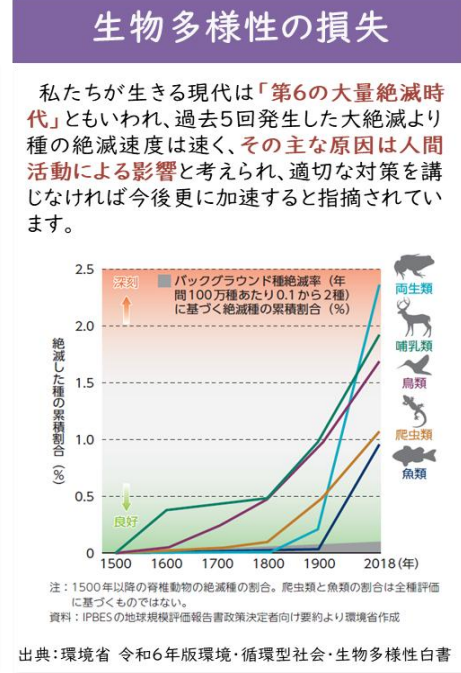 生物多様性の損失
私たちが生きる現代は「第6の大量絶滅時
代」ともいわれ、過去5回発生した大絶滅より
種の絶滅速度は速く、その主な原因は人間
活動による影響と考えられ、適切な対策を講
じなければ今後更に加速すると指摘されてい
ます。
絶滅した種の累積割合（%）
2.5
2.0
1.5
1.0
0.5
0
深刻
良好
バックグラウンド種絶滅率（年
間100万種あたり0.1から2種）
に基づく絶滅種の累積割合（%）
両生類
哺乳類
鳥類
爬虫類
魚類
1500 1600 1700 1800 1900 2018（年）
注：1500年以降の脊椎動物の絶滅種の割合。爬虫類と魚類の割合は全種評価
に基づくものではない。
資料：IPBESの地球規模評価報告書政策決定者向け要約より環境省作成
出典：環境省 令和6年版環境・循環型社会・生物多様性白書